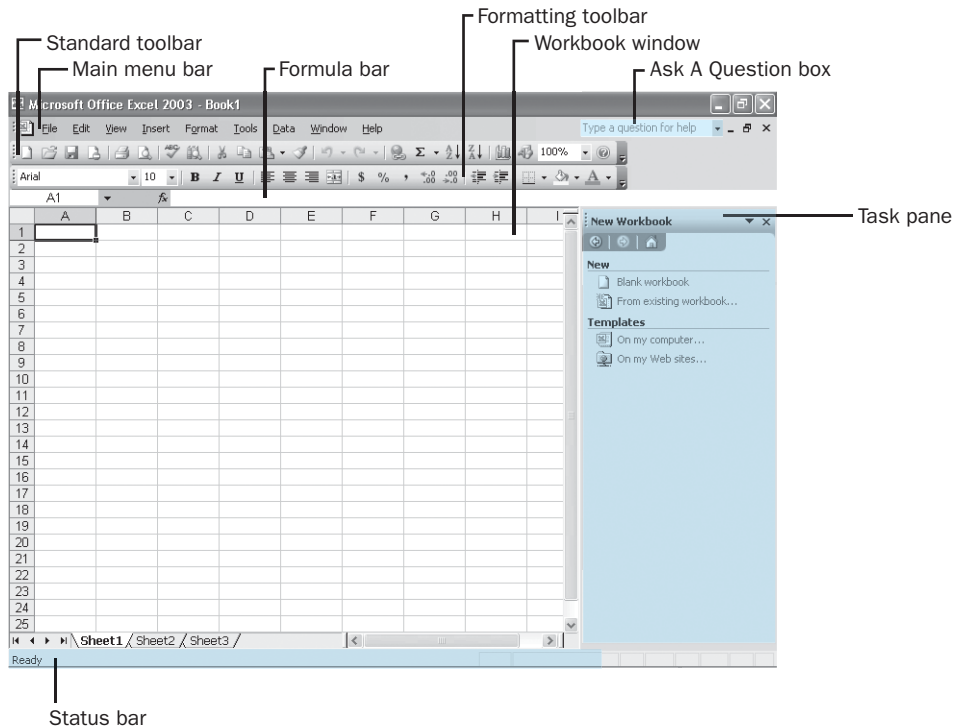 Formatting toolbar
Standard toolbar
Workbook window
Main menu bar
Formula bar
Ask A Question box
Microsoft Office Excel 2003 - Book1
File Edit View Insert Format Tools Data Window Help
Type a question for help
100%
Arial 10 B I U $ % , A
A1 fx
A B C D E F G H I
Task pane
New Workbook
1
2
3
4
5
6
7
8
9
10
11
12
13
14
15
16
17
18
19
20
21
22
23
24
25
New
Blank workbook
From existing workbook...
Templates
On my computer...
On my Web sites...
Sheet1 Sheet2 Sheet3
Ready
Status bar